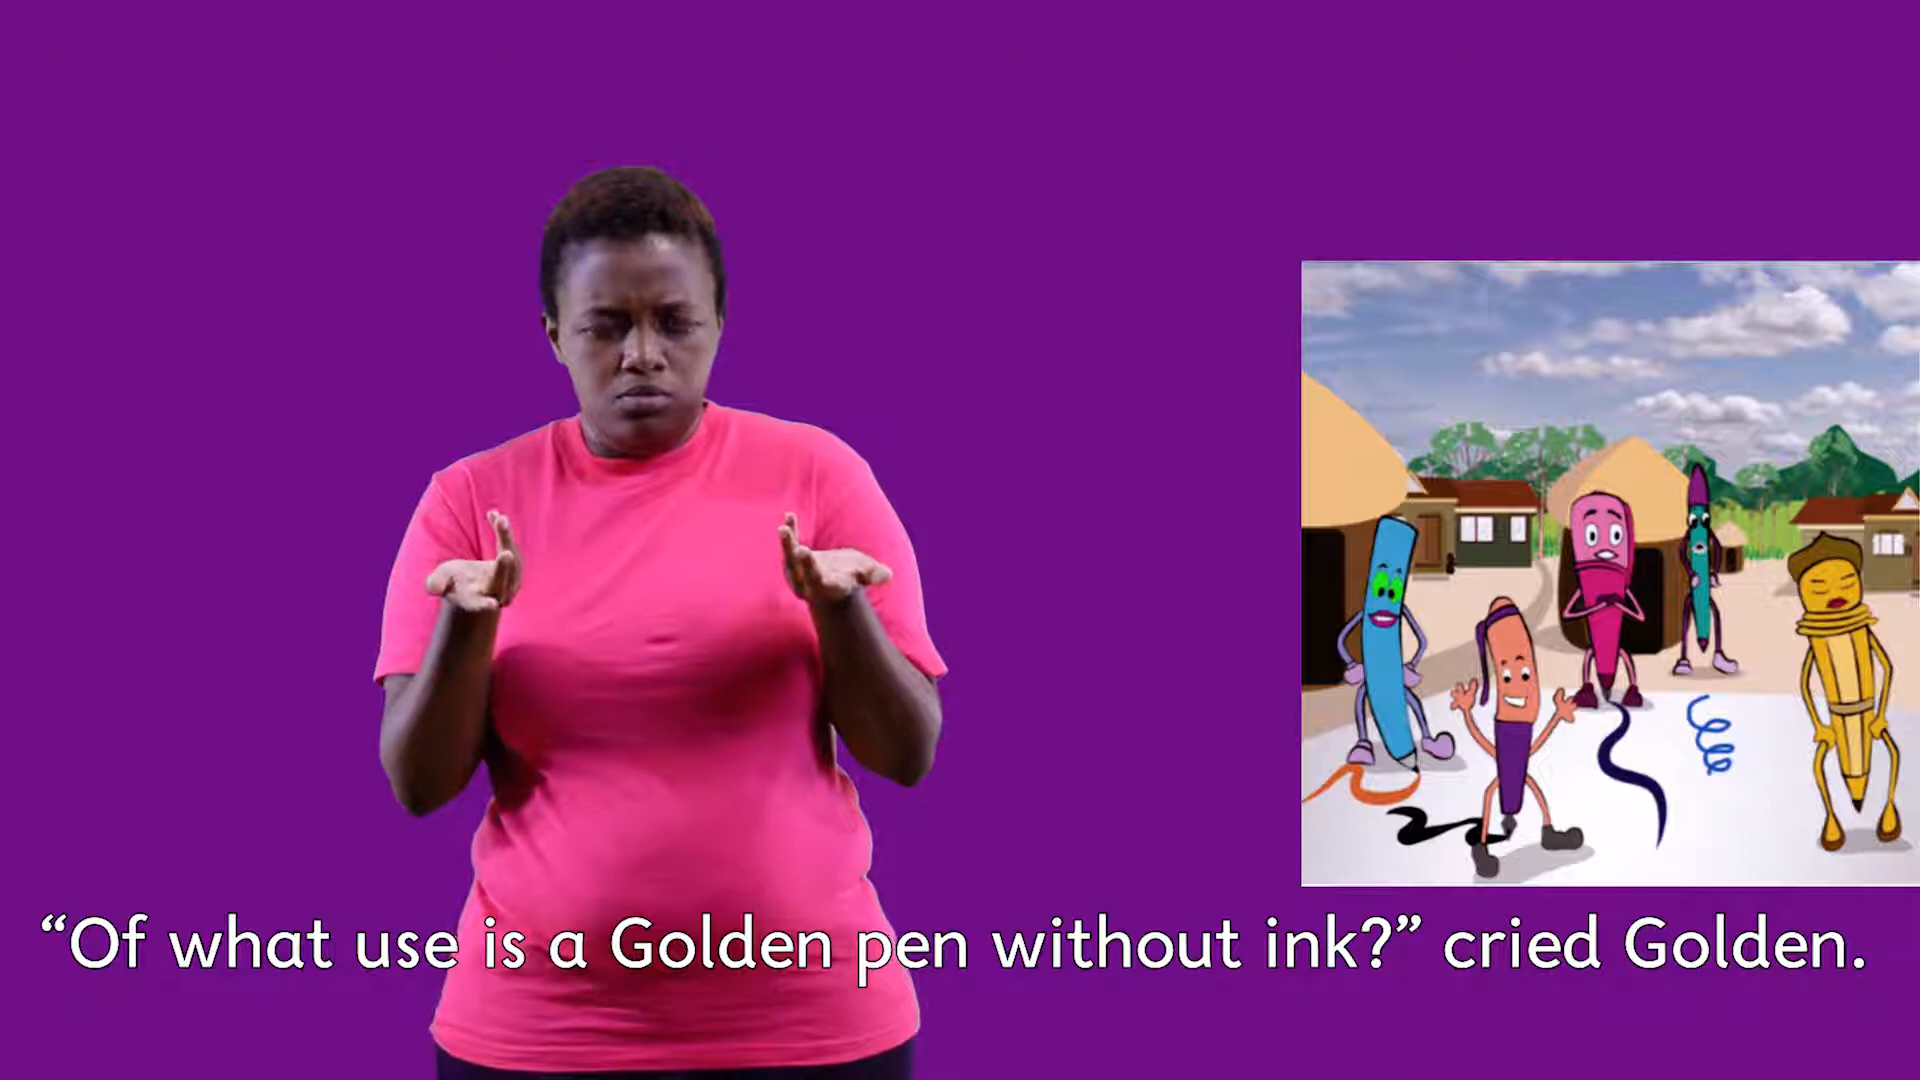 “Of what use is a Golden pen without ink?” cried Golden.